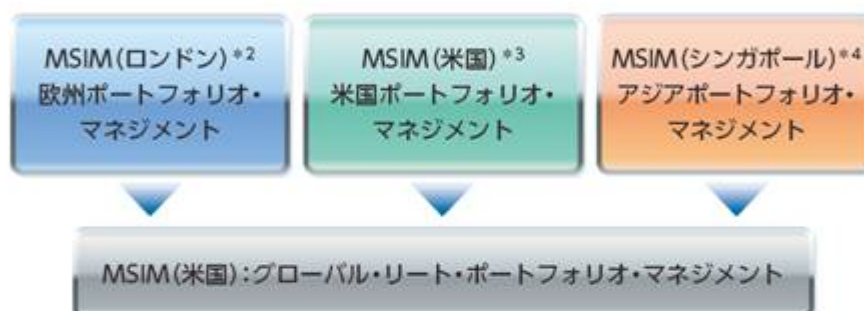 MSIM(ロンドン)*2
欧州ポートフォリオ・
マネジメント
MSIM(米国)*3
米国ポートフォリオ・
マネジメント
MSIM(シンガポール)*4
アジアポートフォリオ・
マネジメント
MSIM(米国):グローバル・リート・ポートフォリオ・マネジメント